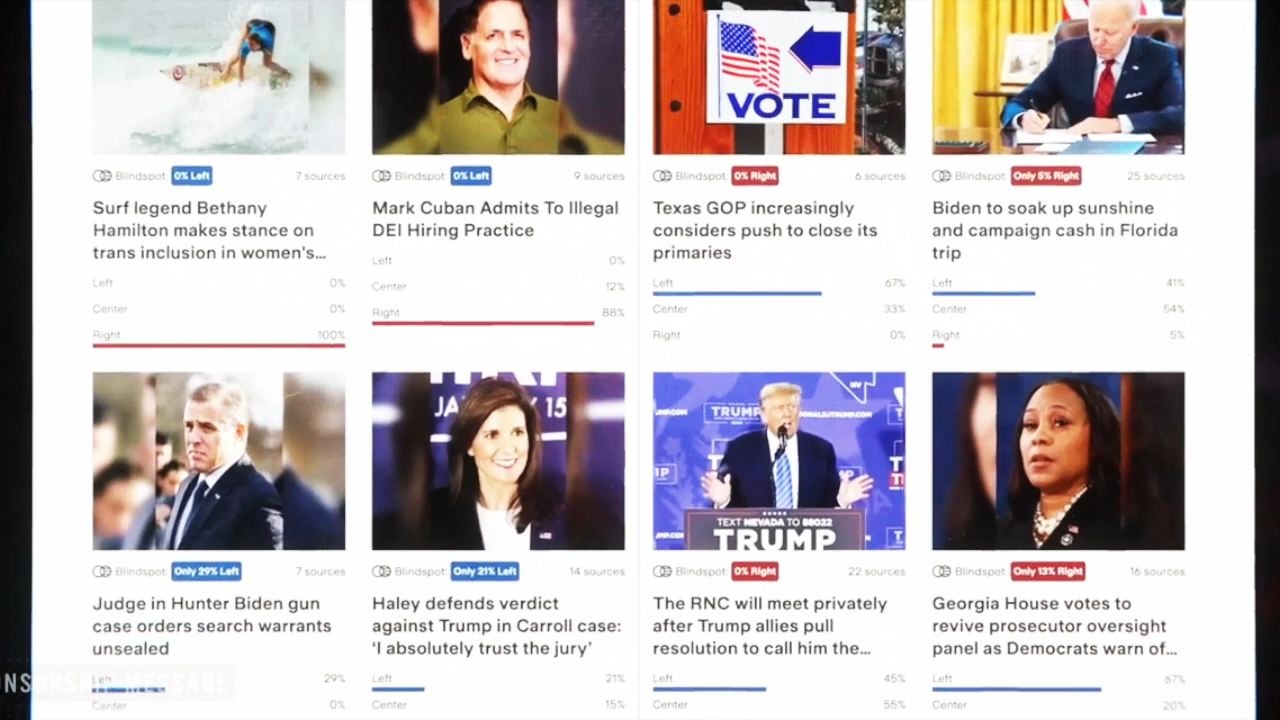 VOTE
Blindspot: 0% Left 7 sources
Surf legend Bethany
Hamilton makes stance on
trans inclusion in women's...
Left 0%
Center 0%
Right 100%
Blindspot: 0% Left 9 sources
Mark Cuban Admits To Illegal
DEI Hiring Practice
Left 0%
Center 12%
Right 88%
Blindspot: 0% Right 6 sources
Texas GOP increasingly
considers push to close its
primaries
Left 67%
Center 33%
Right 0%
Blindspot: Only 5% Right 25 sources
Biden to soak up sunshine
and campaign cash in Florida
trip
Left 41%
Center 54%
Right 5%
15
NV
TRUMP
DONALDJTRUMP.COM
TEXT NEVADA TO 88022
TRUMP
Blindspot: Only 29% Left 7 sources
Judge in Hunter Biden gun
case orders search warrants
unsealed
Left 29%
Center 0%
Blindspot: Only 21% Left 14 sources
Haley defends verdict
against Trump in Carroll case:
'I absolutely trust the jury'
Left 21%
Center 15%
Blindspot: 0% Right 22 sources
The RNC will meet privately
after Trump allies pull
resolution to call him the...
Left 45%
Center 55%
Blindspot: Only 13% Right 16 sources
Georgia House votes to
revive prosecutor oversight
panel as Democrats warn of...
Left 67%
Center 20%
MESSAGE